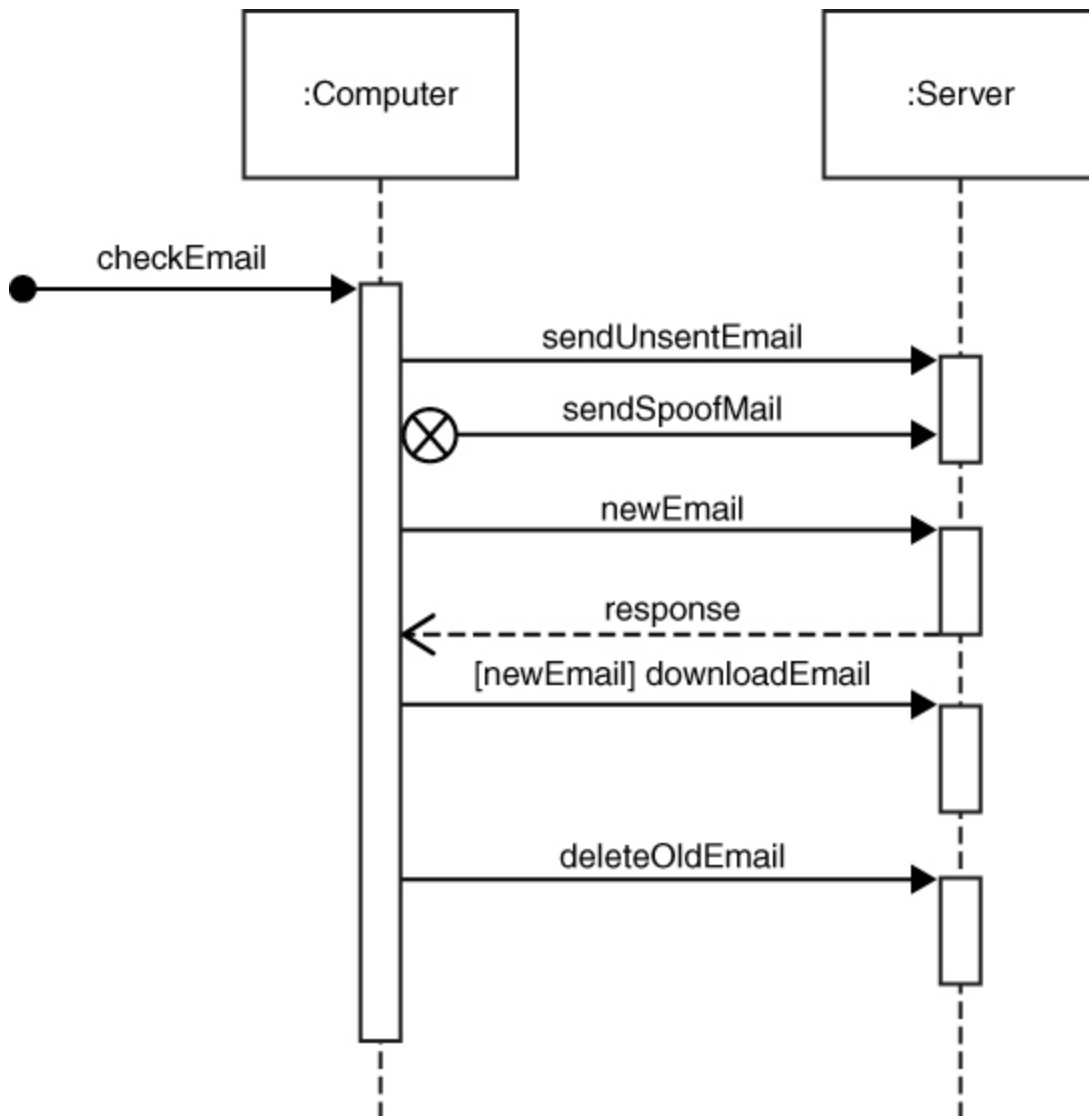 :Computer
:Server
checkEmail
sendUnsentEmail
sendSpoofMail
newEmail
response
[newEmail] downloadEmail
deleteOldEmail